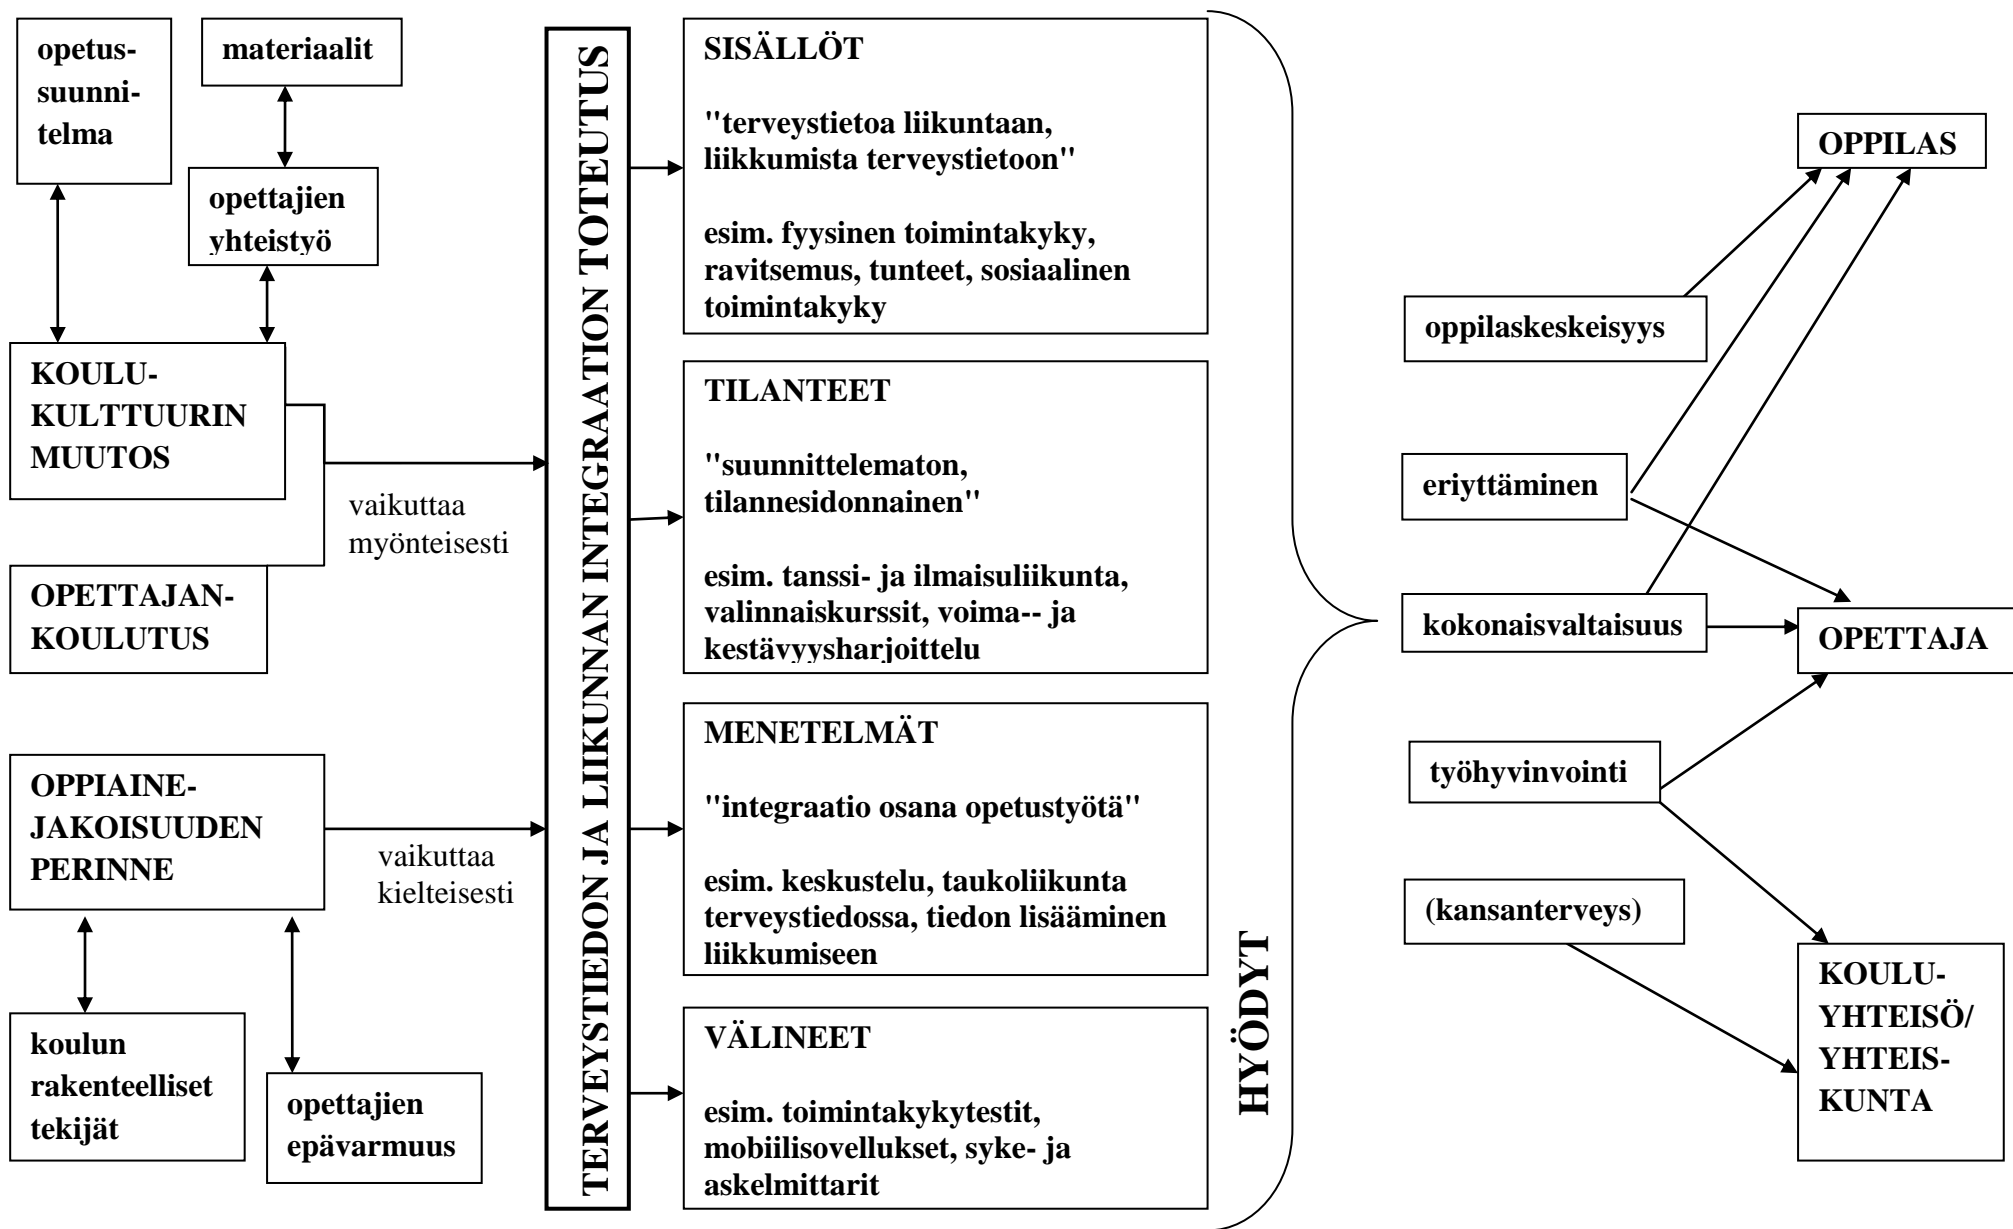 opetus-
suunni-
telma
materiaalit
opettajien
yhteistyö
KOULU-
KULTTUURIN
MUUTOS
vaikuttaa
myönteisesti
OPETTAJAN-
KOULUTUS
OPPIAINE-
JAKOISUUDEN
PERINNE
vaikuttaa
kielteisesti
koulun
rakenteelliset
tekijät
opettajien
epävarmuus
TERVEYSTIEDON JA LIIKUNNAN INTEGRAATION TOTEUTUS
SISÄLLÖT
"terveystietoa liikuntaan,
liikkumista terveystietoon"
esim. fyysinen toimintakyky,
ravitsemus, tunteet, sosiaalinen
toimintakyky
TILANTEET
"suunnittelematon,
tilannesidonnainen"
esim. tanssi- ja ilmaisuliikunta,
valinnaiskurssit, voima-- ja
kestävyysharjoittelu
MENETELMÄT
"integraatio osana opetustyötä"
esim. keskustelu, taukoliikunta
terveystiedossa, tiedon lisääminen
liikkumiseen
VÄLINEET
esim. toimintakykytestit,
mobiilisovellukset, syke- ja
askelmittarit
HYÖDYT
oppilaskeskeisyys
eriyttäminen
kokonaisvaltaisuus
työhyvinvointi
(kansanterveys)
OPPILAS
OPETTAJA
KOULU-
YHTEISÖ/
YHTEIS-
KUNTA